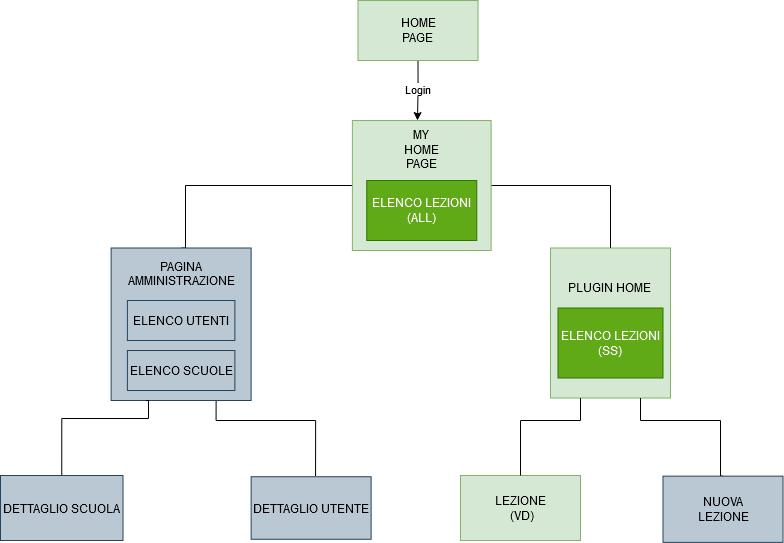 HOME
PAGE
Login
MY
HOME
PAGE
ELENCO LEZIONI
(ALL)
PAGINA
AMMINISTRAZIONE
ELENCO UTENTI
ELENCO SCUOLE
PLUGIN HOME
ELENCO LEZIONI
(SS)
DETTAGLIO SCUOLA
DETTAGLIO UTENTE
LEZIONE
(VD)
NUOVA
LEZIONE